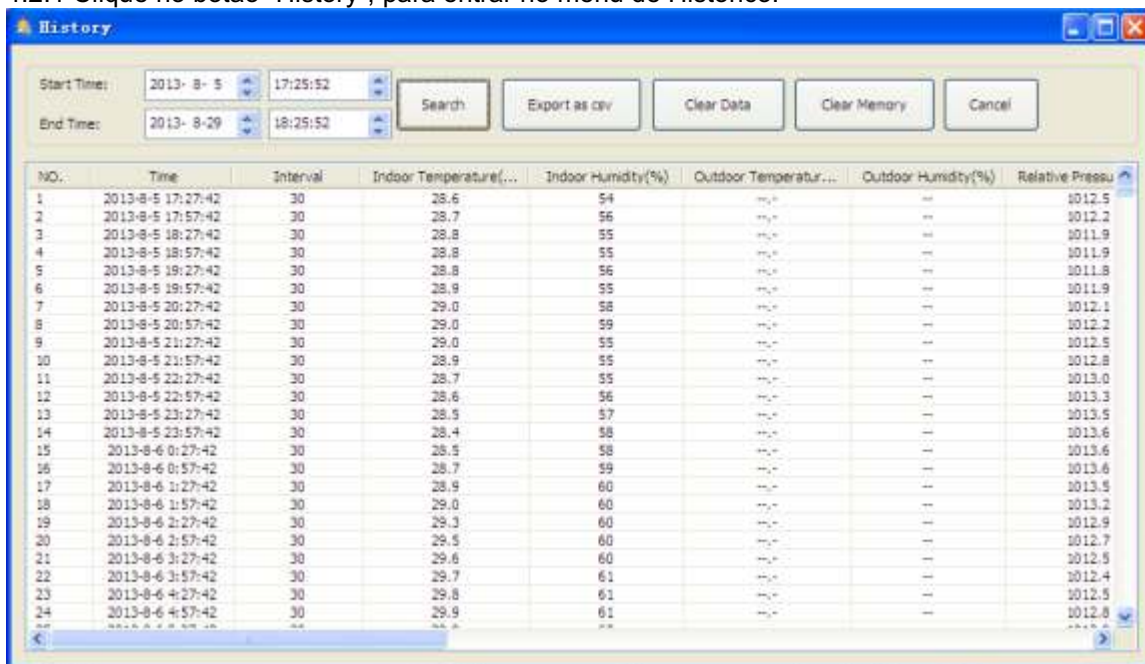 4.2.1 Clique no botão "History", para entrar no menu de Histórico:
History
Start Time: 2013- 8- 5 17:25:52
Search Export as csv Clear Data Clear Memory Cancel
End Time: 2013- 8-29 18:25:52
NO. Time Interval Indoor Temperature(... Indoor Humidity(%) Outdoor Temperatur... Outdoor Humidity(%) Relative Pressu
1 2013-8-5 17:27:42 30 28.6 54 --.- -- 1012.5
2 2013-8-5 17:57:42 30 28.7 56 --.- -- 1012.2
3 2013-8-5 18:27:42 30 28.8 55 --.- -- 1011.9
4 2013-8-5 18:57:42 30 28.8 55 --.- -- 1011.9
5 2013-8-5 19:27:42 30 28.8 56 --.- -- 1011.8
6 2013-8-5 19:57:42 30 28.9 55 --.- -- 1011.9
7 2013-8-5 20:27:42 30 29.0 58 --.- -- 1012.1
8 2013-8-5 20:57:42 30 29.0 59 --.- -- 1012.2
9 2013-8-5 21:27:42 30 29.0 55 --.- -- 1012.5
10 2013-8-5 21:57:42 30 28.9 55 --.- -- 1012.8
11 2013-8-5 22:27:42 30 28.7 55 --.- -- 1013.0
12 2013-8-5 22:57:42 30 28.6 56 --.- -- 1013.3
13 2013-8-5 23:27:42 30 28.5 57 --.- -- 1013.5
14 2013-8-5 23:57:42 30 28.4 58 --.- -- 1013.6
15 2013-8-6 0:27:42 30 28.5 58 --.- -- 1013.6
16 2013-8-6 0:57:42 30 28.7 59 --.- -- 1013.6
17 2013-8-6 1:27:42 30 28.9 60 --.- -- 1013.5
18 2013-8-6 1:57:42 30 29.0 60 --.- -- 1013.2
19 2013-8-6 2:27:42 30 29.3 60 --.- -- 1012.9
20 2013-8-6 2:57:42 30 29.5 60 --.- -- 1012.7
21 2013-8-6 3:27:42 30 29.6 60 --.- -- 1012.5
22 2013-8-6 3:57:42 30 29.7 61 --.- -- 1012.4
23 2013-8-6 4:27:42 30 29.8 61 --.- -- 1012.5
24 2013-8-6 4:57:42 30 29.9 61 --.- -- 1012.8